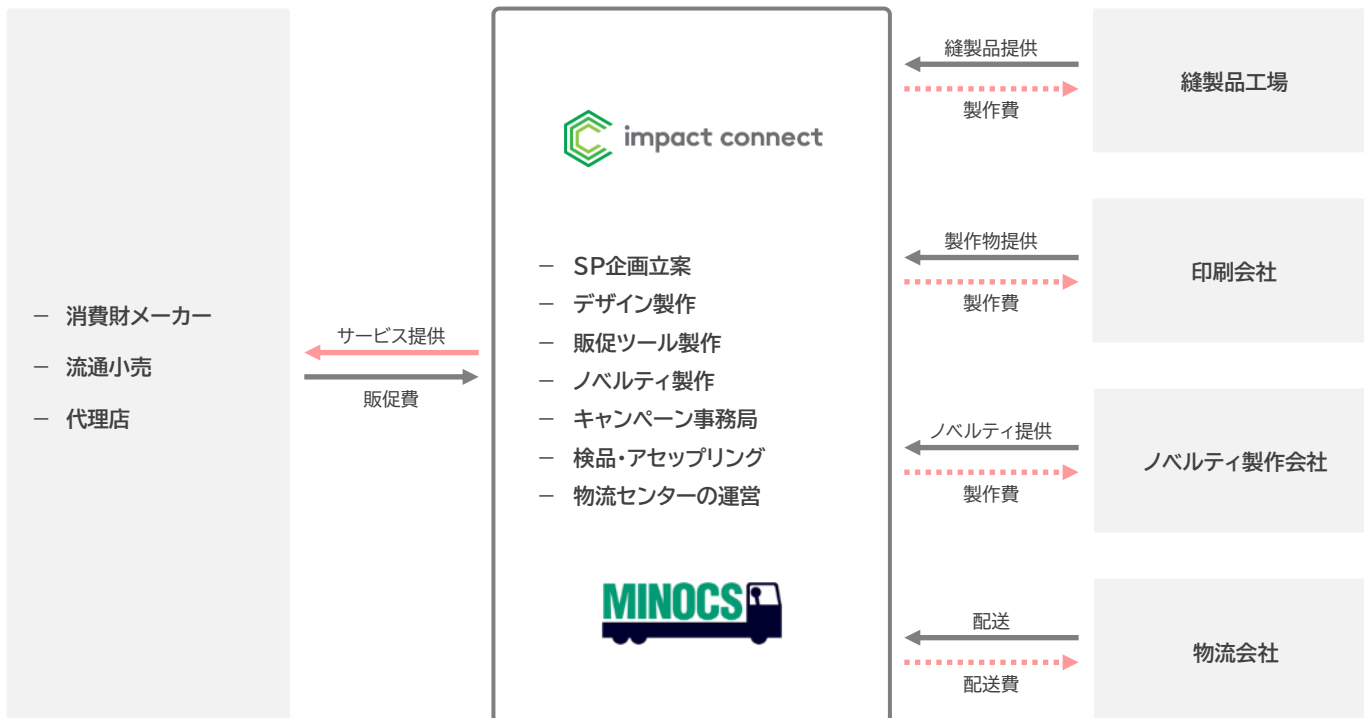 － 消費財メーカー
－ 流通小売
－ 代理店
サービス提供
販促費
impact connect
－ SP企画立案
－ デザイン製作
－ 販促ツール製作
－ ノベルティ製作
－ キャンペーン事務局
－ 検品・アセップリング
－ 物流センターの運営
MINOCS
縫製品提供
製作費
縫製品工場
製作物提供
製作費
印刷会社
ノベルティ提供
製作費
ノベルティ製作会社
配送
配送費
物流会社